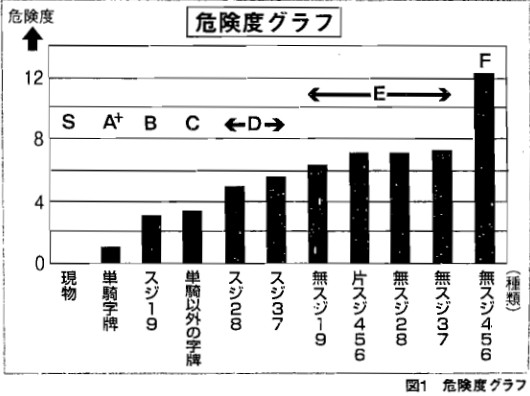 危険度グラフ
危険度
12
8
4
0
S
A+
B
C
D
E
F
現物
単騎字牌
スジ19
単騎以外の字牌
スジ28
スジ37
無スジ19
片スジ456
無スジ28
無スジ37
無スジ456
(種類)
図1 危険度グラフ